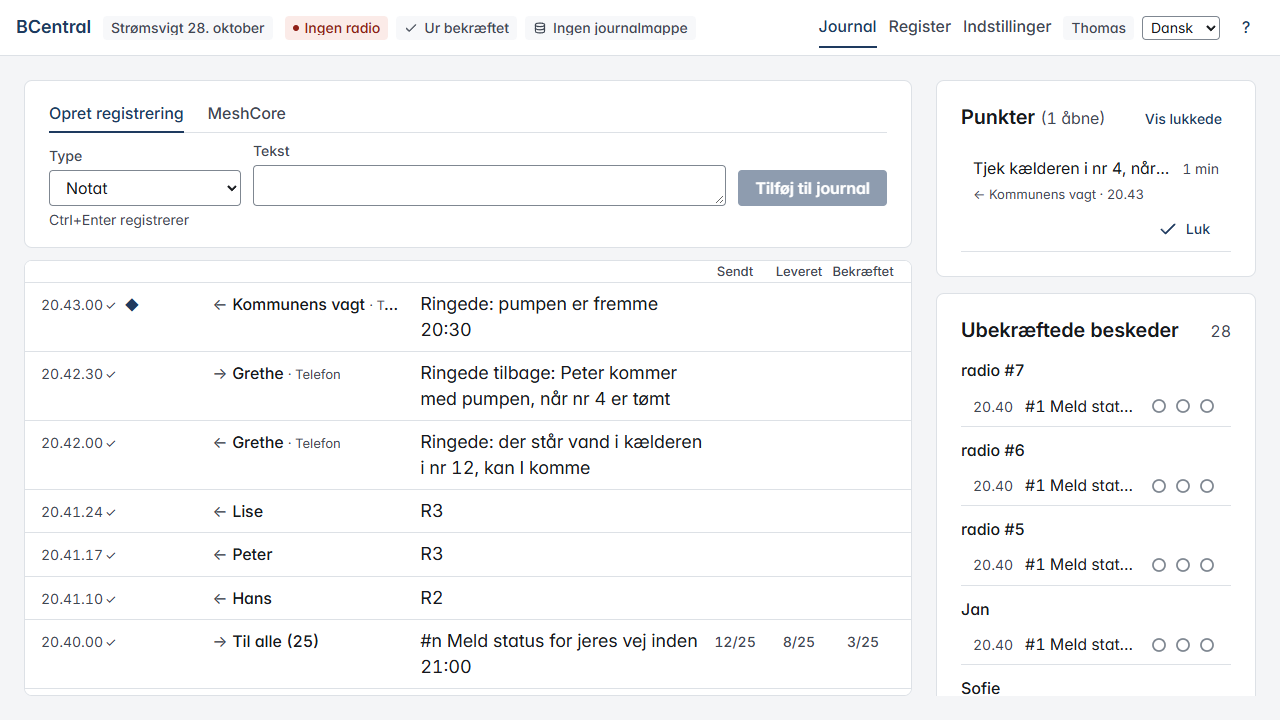 BCentral
Strømsvigt 28. oktober
Ingen radio
Ur bekræftet
Ingen journalmappe
Journal
Register
Indstillinger
Thomas
Dansk
?
Opret registrering
MeshCore
Type
Tekst
Notat
Tilføj til journal
Ctrl+Enter registrerer
Sendt Leveret Bekræftet
20.43.00 ✓ ◆ ← Kommunens vagt · T... Ringede: pumpen er fremme
20:30
20.42.30 ✓ → Grethe · Telefon Ringede tilbage: Peter kommer
med pumpen, når nr 4 er tømt
20.42.00 ✓ ← Grethe · Telefon Ringede: der står vand i kælderen
i nr 12, kan I komme
20.41.24 ✓ ← Lise R3
20.41.17 ✓ ← Peter R3
20.41.10 ✓ ← Hans R2
20.40.00 ✓ → Til alle (25) #n Meld status for jeres vej inden 12/25 8/25 3/25
21:00
Punkter (1 åbne) Vis lukkede
Tjek kælderen i nr 4, når... 1 min
← Kommunens vagt · 20.43
✓ Luk
Ubekræftede beskeder 28
radio #7
20.40 #1 Meld stat...
radio #6
20.40 #1 Meld stat...
radio #5
20.40 #1 Meld stat...
Jan
20.40 #1 Meld stat...
Sofie